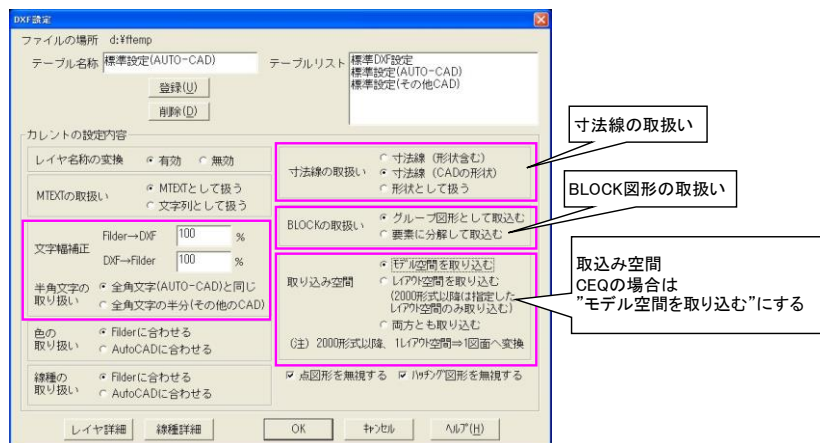 DXF設定
ファイルの場所 d:¥ftemp
テーブル名称 標準設定(AUTO-CAD)
登録(U)
削除(D)
テーブルリスト 標準DXF設定
標準設定(AUTO-CAD)
標準設定(その他CAD)
カレントの設定内容
レイヤ名称の変換 有効 無効
MTEXTの取扱い MTEXTとして扱う
文字列として扱う
文字幅補正 Filder→DXF 100 %
DXF→Filder 100 %
半角文字の
取り扱い
全角文字(AUTO-CAD)と同じ
全角文字の半分(その他のCAD)
色の
取り扱い
Filderに合わせる
AutoCADに合わせる
線種の
取り扱い
Filderに合わせる
AutoCADに合わせる
寸法線の取扱い
寸法線 (形状含む)
寸法線 (CADの形状)
形状として扱う
BLOCKの取扱い
グループ図形として取込む
要素に分解して取込む
取り込み空間
モデル空間を取り込む
レイアウト空間を取り込む
(2000形式以降は指定した
レイアウト空間のみ取り込む)
両方とも取り込む
(注) 2000形式以降、1レイアウト空間⇒1図面へ変換
点図形を無視する ハッチング図形を無視する
レイヤ詳細 線種詳細 OK キャンセル ヘルプ(H)
寸法線の取扱い
BLOCK図形の取扱い
取込み空間
CEQの場合は
”モデル空間を取り込む”にする